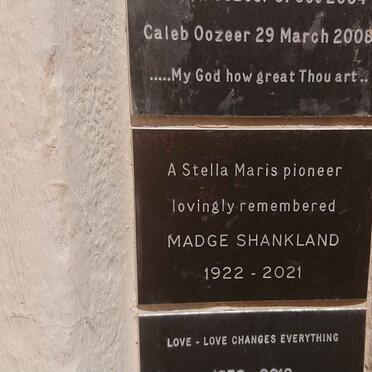 Caleb Oozeer 29 March 2008
.....My God how great Thou art..
A Stella Maris pioneer
lovingly remembered
MADGE SHANKLAND
1922 - 2021
LOVE - LOVE CHANGES EVERYTHING